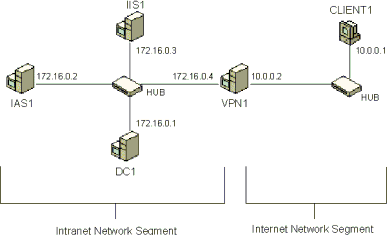 IIS1
CLIENT1
172.16.0.3
10.0.0.1
172.16.0.2
172.16.0.4
10.0.0.2
IAS1
HUB
VPN1
HUB
172.16.0.1
DC1
Intranet Network Segment
Internet Network Segment